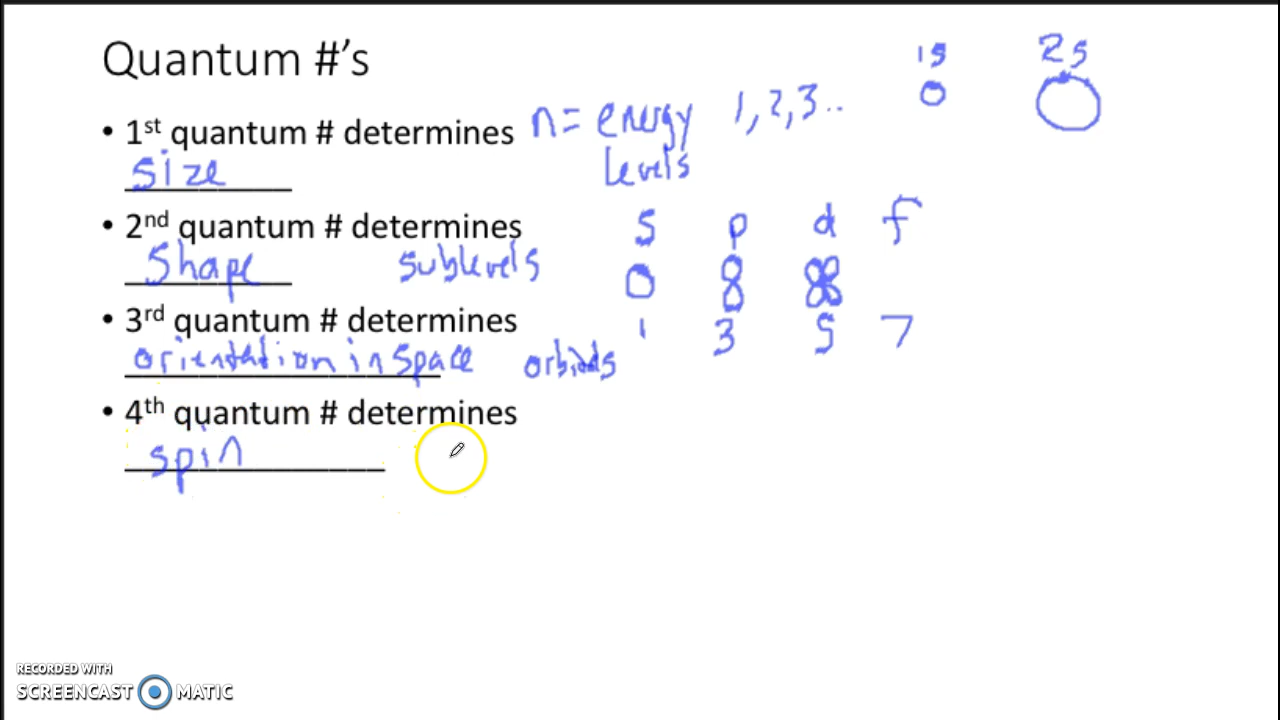 Quantum #'s
1s 2s
• 1st quantum # determines n = energy levels 1, 2, 3..
size
• 2nd quantum # determines s p d f
shape sublevels
• 3rd quantum # determines 1 3 5 7
orientation in space orbitals
• 4th quantum # determines
spin
RECORDED WITH
SCREENCAST MATIC